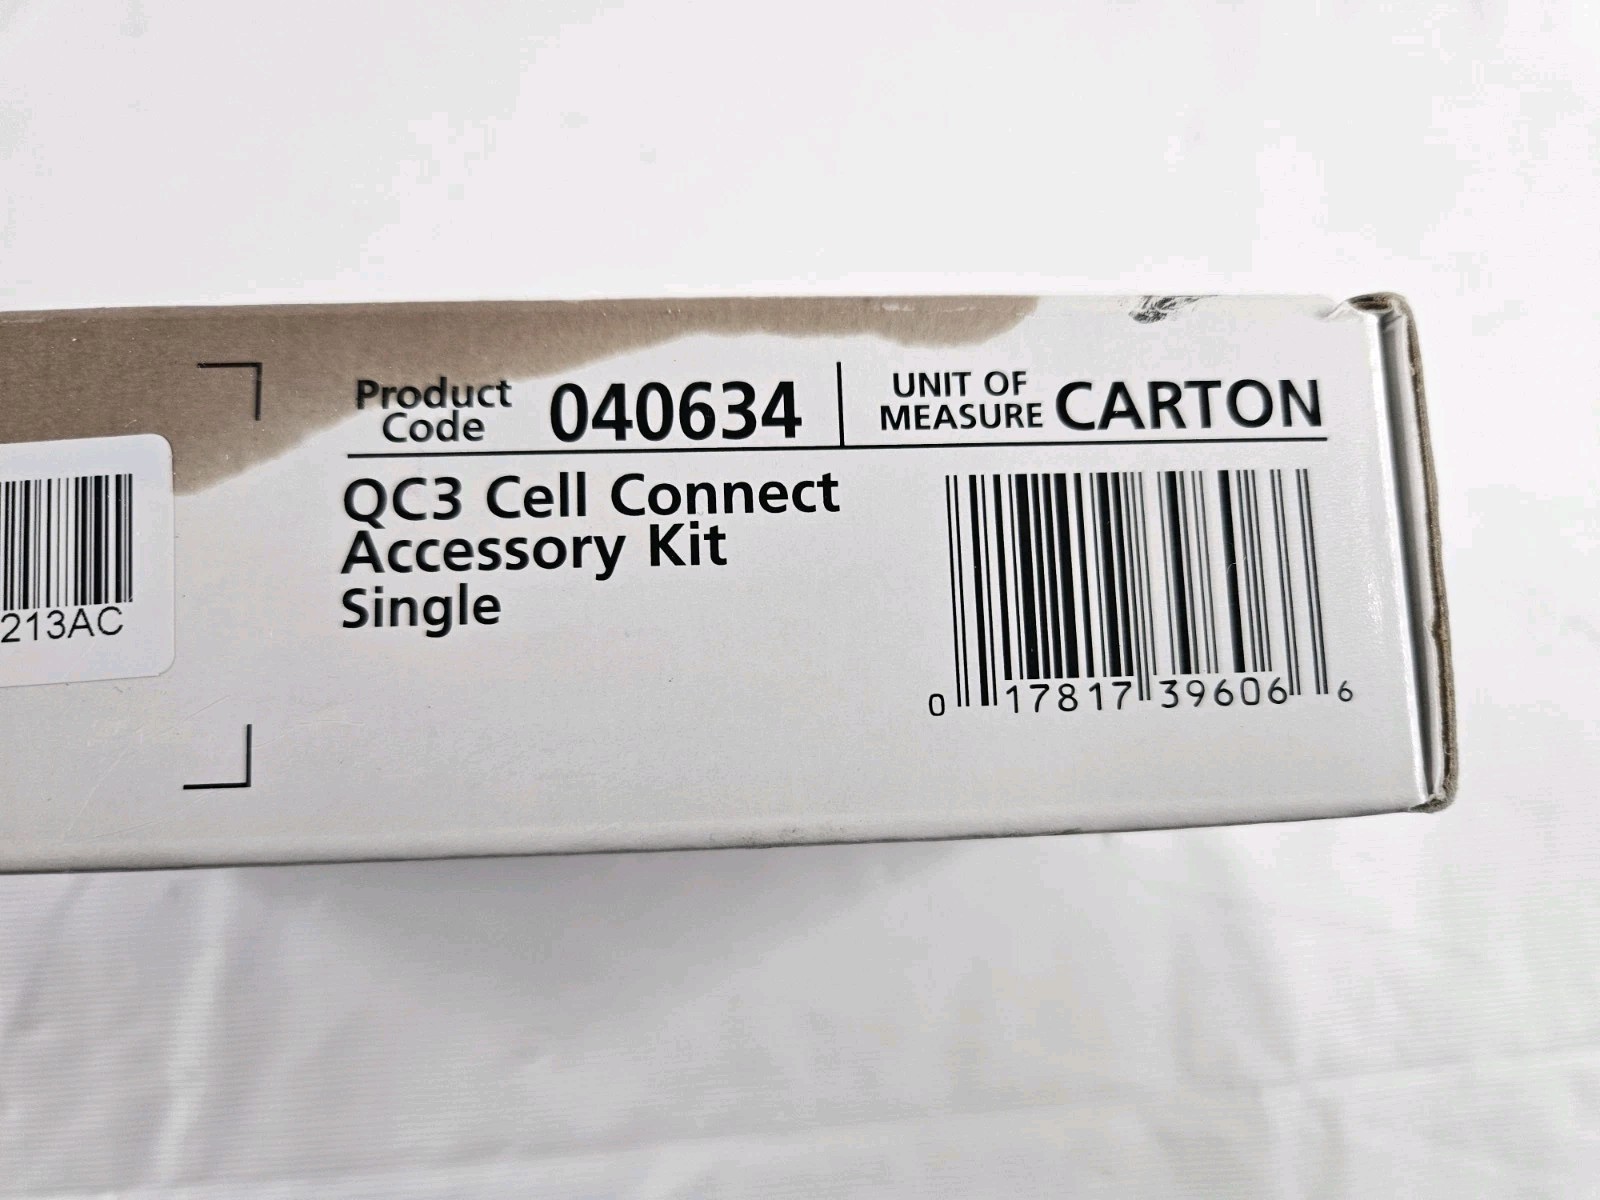 Product Code 040634
UNIT OF MEASURE CARTON
QC3 Cell Connect
Accessory Kit
Single
213AC
0 17817 39606 6